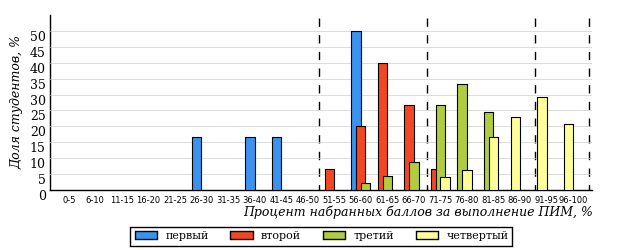 Доля студентов, %
50
45
40
35
30
25
20
15
10
5
0
0-5 6-10 11-15 16-20 21-25 26-30 31-35 36-40 41-45 46-50 51-55 56-60 61-65 66-70 71-75 76-80 81-85 86-90 91-95 96-100
Процент набранных баллов за выполнение ПИМ, %
первый второй третий четвертый